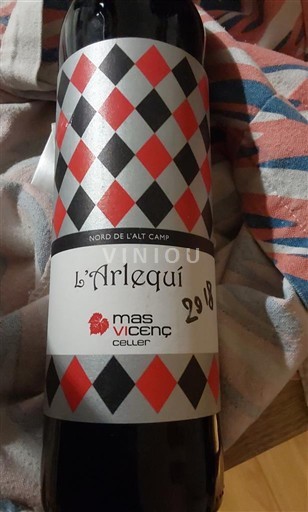 NORD DE L'ALT CAMP
VINIOU
L'Arlequí
2018
mas
vicenç
celler